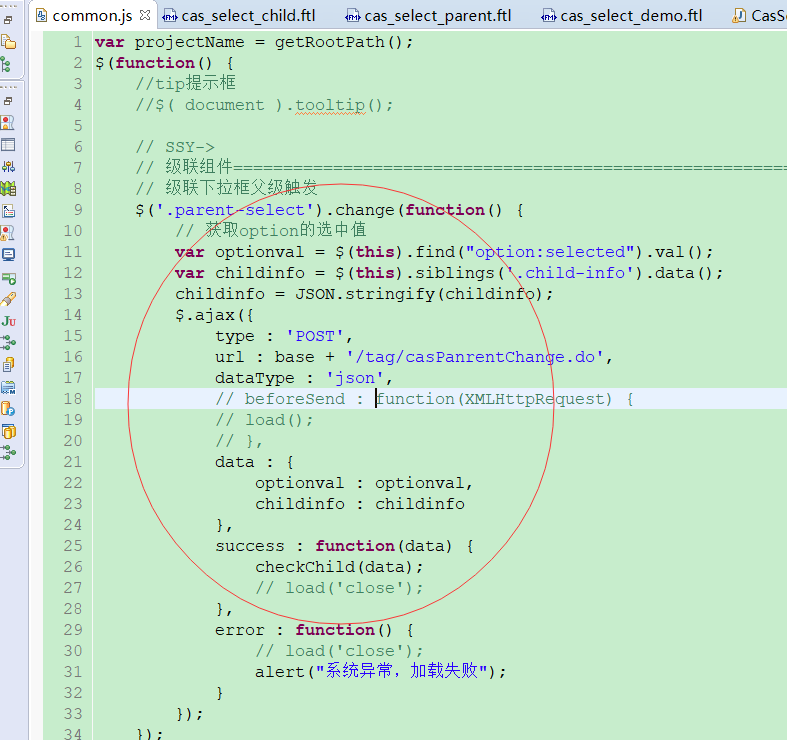 common.js cas_select_child.ftl cas_select_parent.ftl cas_select_demo.ftl CasS
1 var projectName = getRootPath();
2 $(function() {
3 //tip提示框
4 //$( document ).tooltip();
5
6 // SSY->
7 // 级联组件========================================================
8 // 级联下拉框父级触发
9 $('.parent-select').change(function() {
10 // 获取option的选中值
11 var optionval = $(this).find("option:selected").val();
12 var childinfo = $(this).siblings('.child-info').data();
13 childinfo = JSON.stringify(childinfo);
14 $.ajax({
15 type : 'POST',
16 url : base + '/tag/casPanrentChange.do',
17 dataType : 'json',
18 // beforeSend : function(XMLHttpRequest) {
19 // load();
20 // },
21 data : {
22 optionval : optionval,
23 childinfo : childinfo
24 },
25 success : function(data) {
26 checkChild(data);
27 // load('close');
28 },
29 error : function() {
30 // load('close');
31 alert("系统异常，加载失败");
32 }
33 });
34 });